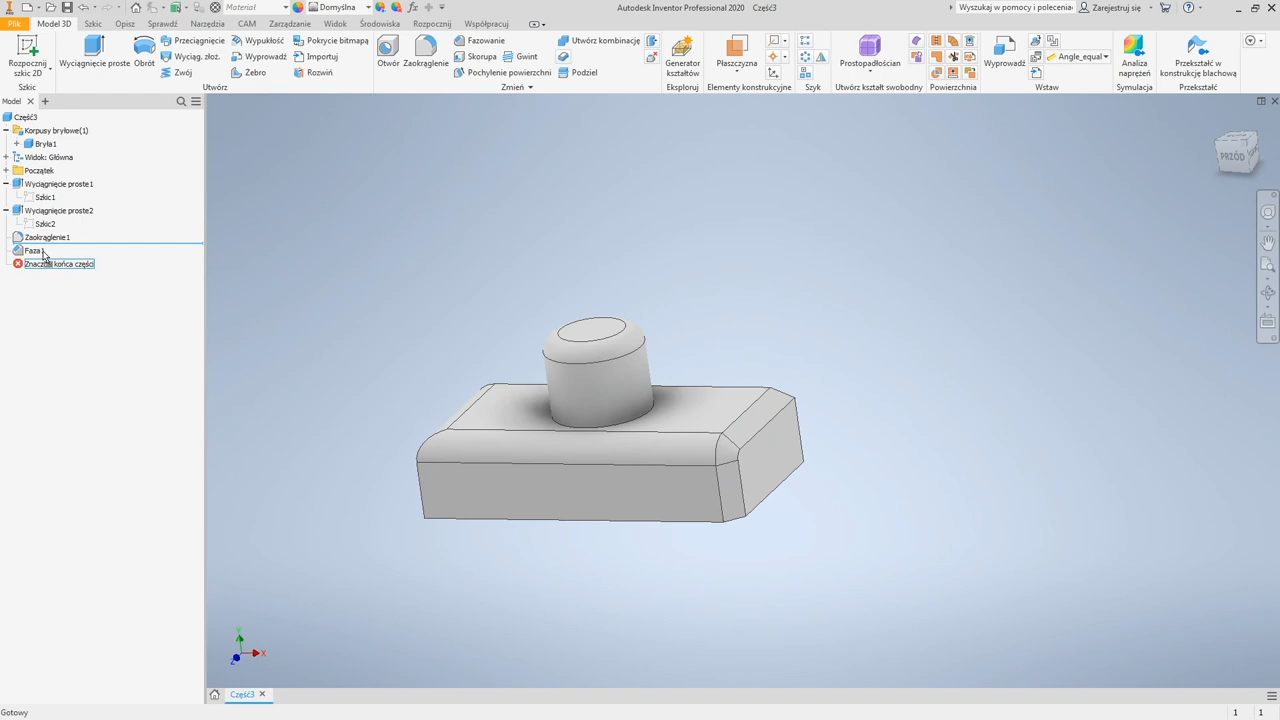 Materiał
Domyślna
Autodesk Inventor Professional 2020 Część3
Wyszukaj w pomocy i poleceniach
Zarejestruj się
Plik Model 3D Szkic Opisz Sprawdź Narzędzia CAM Zarządzanie Widok Środowiska Rozpocznij Współpracuj
Rozpocznij szkic 2D
Wyciągnięcie proste
Obrót
Przeciągnięcie
Wyciąg. złoż.
Zwój
Wypukłość
Wyprowadź
Żebro
Pokrycie bitmapą
Importuj
Rozwiń
Otwór
Zaokrąglenie
Fazowanie
Skorupa
Gwint
Pochylenie powierzchni
Utwórz kombinację
Podziel
Generator kształtów
Płaszczyzna
Prostopadłościan
Wyprowadź
Angle_equal
Analiza naprężeń
Przekształć w konstrukcję blachową
Szkic
Utwórz
Zmień
Eksploruj
Elementy konstrukcyjne
Szyk
Utwórz kształt swobodny
Powierzchnia
Wstaw
Symulacja
Przekształć
Model
Część3
Korpusy bryłowe(1)
Bryła1
Widok: Główna
Początek
Wyciągnięcie proste1
Szkic1
Wyciągnięcie proste2
Szkic2
Zaokrąglenie1
Faza1
Znacznik końca części
PRZÓD
Y
X
Z
Część3
Gotowy
1 1